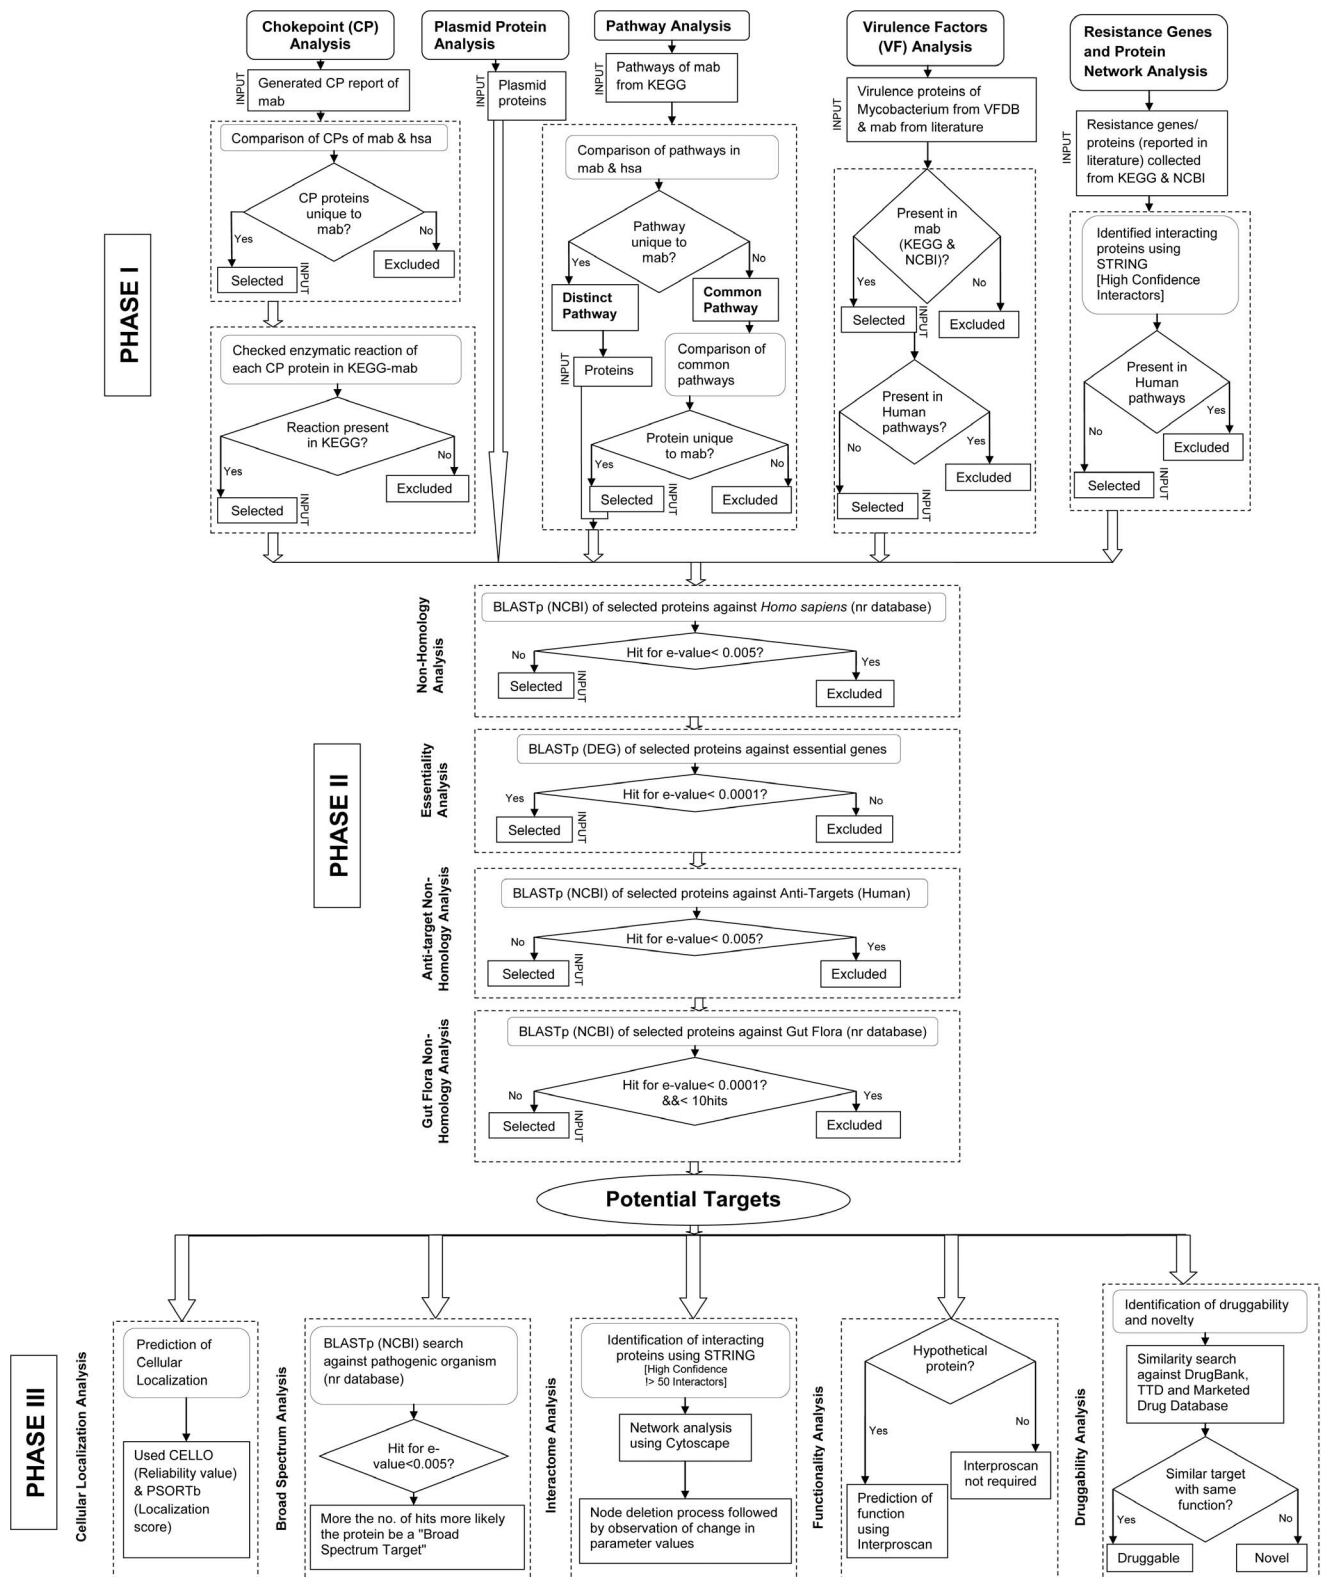 PHASE I
Chokepoint (CP)
Analysis
INPUT
Generated CP report of
mab
Comparison of CPs of mab & hsa
CP proteins
unique to
mab?
Yes
No
Selected
INPUT
Excluded
Checked enzymatic reaction of
each CP protein in KEGG-mab
Reaction present
in KEGG?
Yes
No
Selected
INPUT
Excluded
Plasmid Protein
Analysis
INPUT
Plasmid
proteins
Pathway Analysis
INPUT
Pathways of mab
from KEGG
Comparison of pathways in
mab & hsa
Pathway
unique to
mab?
Yes
No
Distinct
Pathway
Common
Pathway
INPUT
Proteins
Comparison of
common
pathways
Protein unique
to mab?
Yes
No
Selected
INPUT
Excluded
Virulence Factors
(VF) Analysis
INPUT
Virulence proteins of
Mycobacterium from VFDB
& mab from literature
Present in
mab
(KEGG &
NCBI)?
Yes
No
Selected
INPUT
Excluded
Present in
Human
pathways?
No
Yes
Selected
INPUT
Excluded
Resistance Genes
and Protein
Network Analysis
INPUT
Resistance genes/
proteins (reported in
literature) collected
from KEGG & NCBI
Identified interacting
proteins using
STRING
[High Confidence
Interactors]
Present in
Human
pathways
No
Yes
Selected
INPUT
Excluded
PHASE II
Non-Homology
Analysis
BLASTp (NCBI) of selected proteins against Homo sapiens (nr database)
Hit for e-value< 0.005?
No
Yes
Selected
INPUT
Excluded
Essentiality
Analysis
BLASTp (DEG) of selected proteins against essential genes
Hit for e-value< 0.0001?
Yes
No
Selected
INPUT
Excluded
Anti-target Non-
Homology Analysis
BLASTp (NCBI) of selected proteins against Anti-Targets (Human)
Hit for e-value< 0.005?
No
Yes
Selected
INPUT
Excluded
Gut Flora Non-
Homology Analysis
BLASTp (NCBI) of selected proteins against Gut Flora (nr database)
Hit for e-value< 0.0001?
&&< 10hits
No
Yes
Selected
INPUT
Excluded
Potential Targets
PHASE III
Cellular Localization Analysis
Prediction of
Cellular
Localization
Used CELLO
(Reliability value)
& PSORTb
(Localization
score)
Broad Spectrum Analysis
BLASTp (NCBI) search
against pathogenic organism
(nr database)
Hit for e-
value<0.005?
More the no. of hits more likely
the protein be a "Broad
Spectrum Target"
Interactome Analysis
Identification of interacting
proteins using STRING
[High Confidence
!> 50 Interactors]
Network analysis
using Cytoscape
Node deletion process followed
by observation of change in
parameter values
Functionality Analysis
Hypothetical
protein?
Yes
No
Prediction of
function
using
Interproscan
Interproscan
not required
Druggability Analysis
Identification of druggability
and novelty
Similarity search
against DrugBank,
TTD and Marketed
Drug Database
Similar target
with same
function?
Yes
No
Druggable
Novel